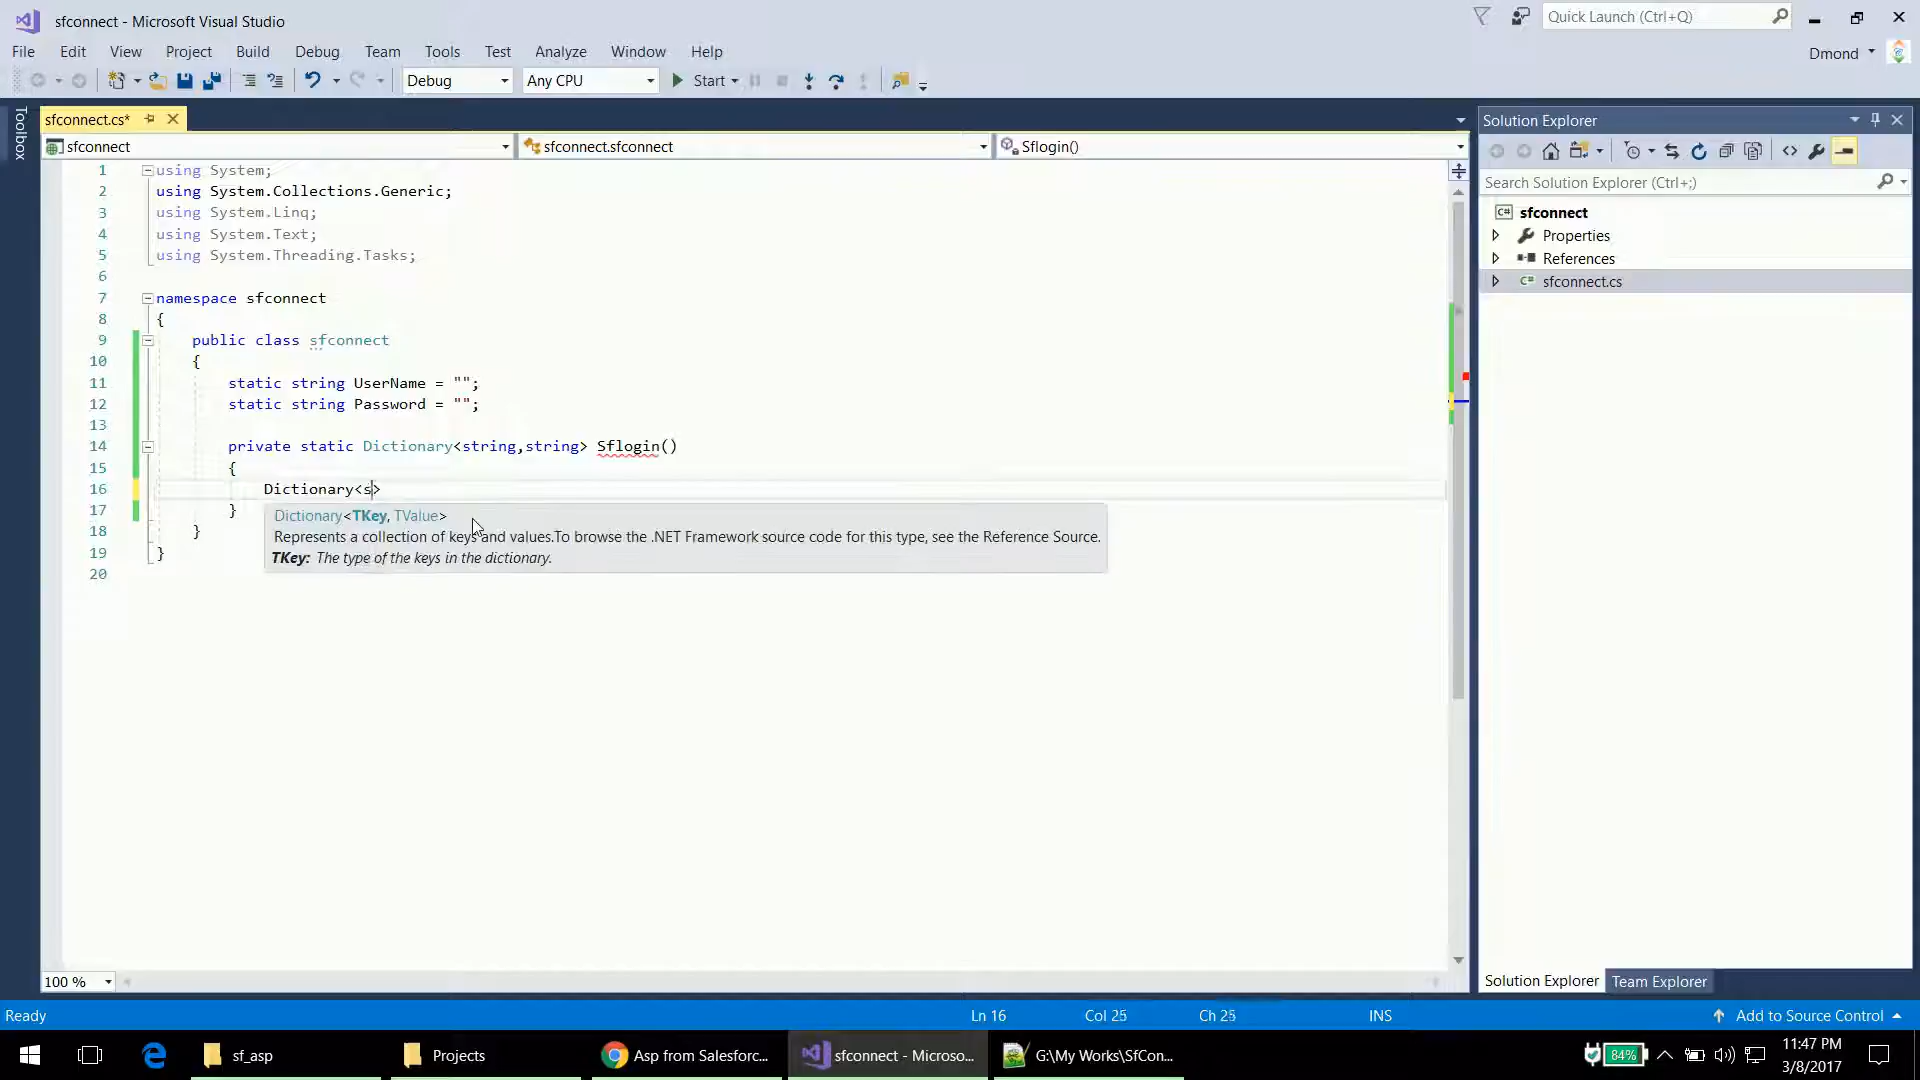 sfconnect - Microsoft Visual Studio
Quick Launch (Ctrl+Q)
File Edit View Project Build Debug Team Tools Test Analyze Window Help
Dmond
Debug Any CPU Start
Toolbox
sfconnect.cs*
sfconnect sfconnect.sfconnect Sflogin()
1 using System;
2 using System.Collections.Generic;
3 using System.Linq;
4 using System.Text;
5 using System.Threading.Tasks;
6
7 namespace sfconnect
8 {
9 public class sfconnect
10 {
11 static string UserName = "";
12 static string Password = "";
13
14 private static Dictionary<string,string> Sflogin()
15 {
16 Dictionary<s>
17 }
18 }
19 }
20
Dictionary<TKey, TValue>
Represents a collection of keys and values.To browse the .NET Framework source code for this type, see the Reference Source.
TKey: The type of the keys in the dictionary.
100 %
Solution Explorer
Search Solution Explorer (Ctrl+;)
C# sfconnect
Properties
References
C# sfconnect.cs
Solution Explorer Team Explorer
Ready Ln 16 Col 25 Ch 25 INS Add to Source Control
sf_asp Projects Asp from Salesforc... sfconnect - Microso... G:\My Works\SfCon...
84% 11:47 PM
3/8/2017